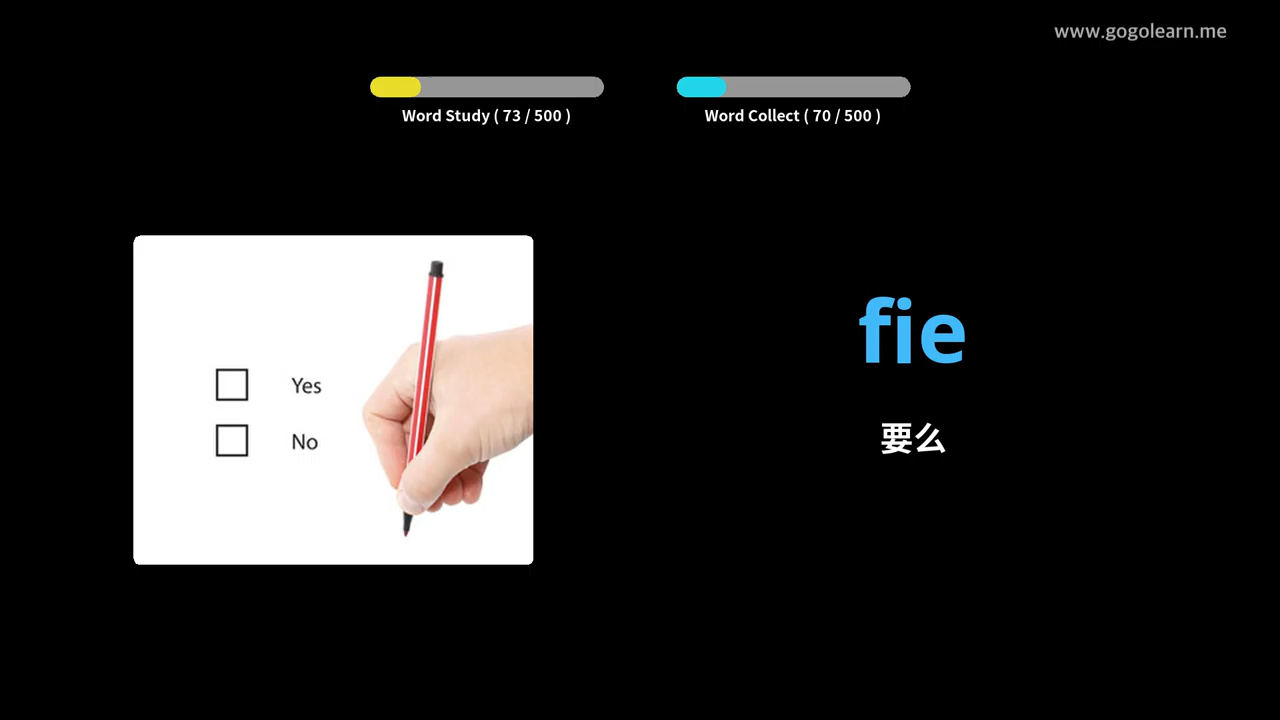 www.gogolearn.me
Word Study ( 73 / 500 )
Word Collect ( 70 / 500 )
Yes
No
fie
要么